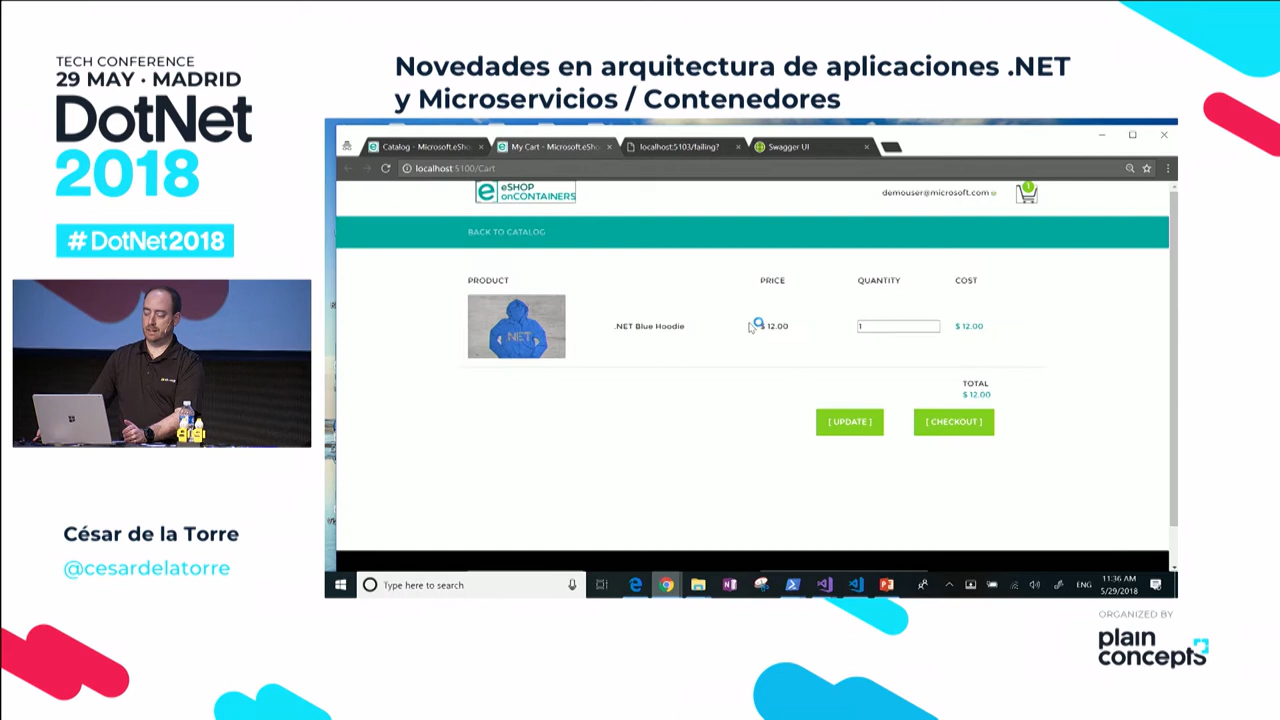 TECH CONFERENCE
29 MAY · MADRID
DotNet
2018
#DotNet2018
Novedades en arquitectura de aplicaciones .NET
y Microservicios / Contenedores
Catalog - Microsoft.eSho
My Cart - Microsoft.eSho
localhost:5103/failing?
Swagger UI
localhost:5100/Cart
eSHOP
onCONTAINERS
demouser@microsoft.com
1
BACK TO CATALOG
PRODUCT
PRICE
QUANTITY
COST
.NET
.NET Blue Hoodie
$ 12.00
1
$ 12.00
TOTAL
$ 12.00
[ UPDATE ]
[ CHECKOUT ]
Type here to search
ENG
11:36 AM
5/29/2018
César de la Torre
@cesardelatorre
ORGANIZED BY
plain
concepts